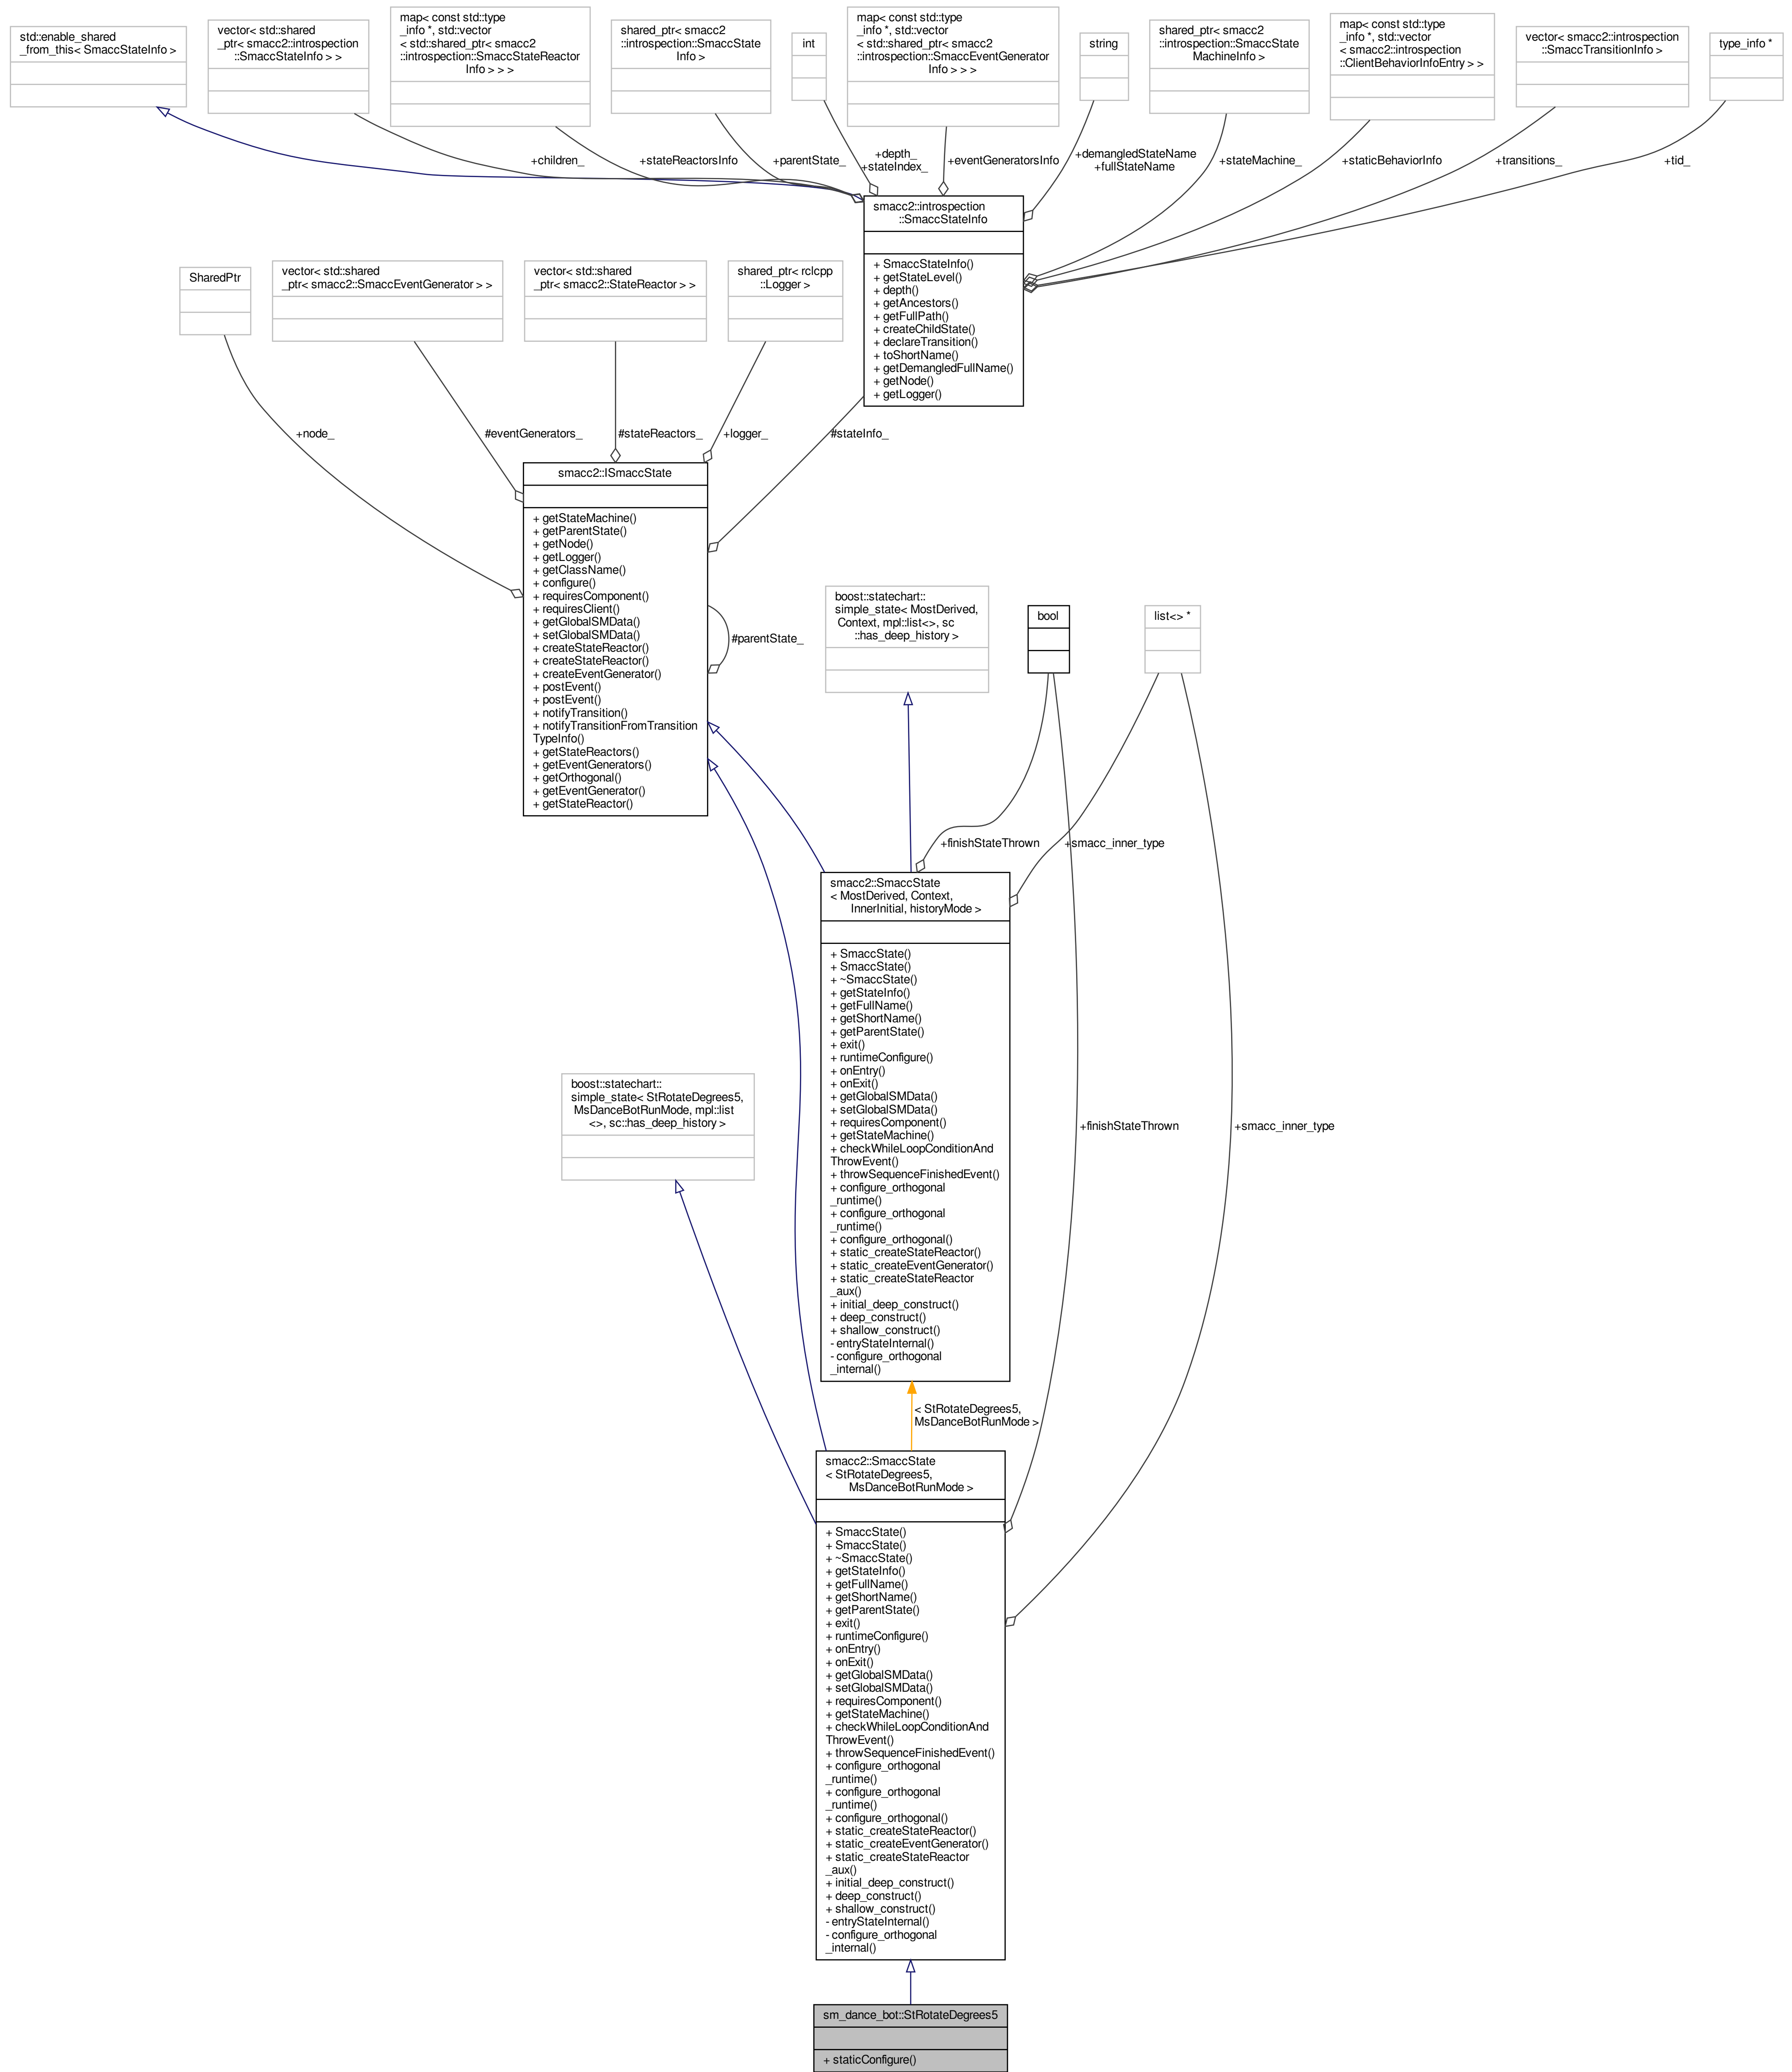 std::enable_shared
_from_this< SmaccStateInfo >
vector< std::shared
_ptr< smacc2::introspection
::SmaccStateInfo > >
map< const std::type
_info *, std::vector
< std::shared_ptr< smacc2
::introspection::SmaccStateReactor
Info > > >
shared_ptr< smacc2
::introspection::SmaccState
Info >
int
map< const std::type
_info *, std::vector
< std::shared_ptr< smacc2
::introspection::SmaccEventGenerator
Info > > >
string
shared_ptr< smacc2
::introspection::SmaccState
MachineInfo >
map< const std::type
_info *, std::vector
< smacc2::introspection
::ClientBehaviorInfoEntry > >
vector< smacc2::introspection
::SmaccTransitionInfo >
type_info *
+children_
+stateReactorsInfo
+parentState_
+depth_
+stateIndex_
+eventGeneratorsInfo
+demangledStateName
+fullStateName
+stateMachine_
+staticBehaviorInfo
+transitions_
+tid_
smacc2::introspection
::SmaccStateInfo
+ SmaccStateInfo()
+ getStateLevel()
+ depth()
+ getAncestors()
+ getFullPath()
+ createChildState()
+ declareTransition()
+ toShortName()
+ getDemangledFullName()
+ getNode()
+ getLogger()
SharedPtr
vector< std::shared
_ptr< smacc2::SmaccEventGenerator > >
vector< std::shared
_ptr< smacc2::StateReactor > >
shared_ptr< rclcpp
::Logger >
+node_
#eventGenerators_
#stateReactors_
+logger_
#stateInfo_
smacc2::ISmaccState
+ getStateMachine()
+ getParentState()
+ getNode()
+ getLogger()
+ getClassName()
+ configure()
+ requiresComponent()
+ requiresClient()
+ getGlobalSMData()
+ setGlobalSMData()
+ createStateReactor()
+ createStateReactor()
+ createEventGenerator()
+ postEvent()
+ postEvent()
+ notifyTransition()
+ notifyTransitionFromTransition
TypeInfo()
+ getStateReactors()
+ getEventGenerators()
+ getOrthogonal()
+ getEventGenerator()
+ getStateReactor()
#parentState_
boost::statechart::
simple_state< MostDerived,
Context, mpl::list<>, sc
::has_deep_history >
bool
list<> *
+finishStateThrown
+smacc_inner_type
smacc2::SmaccState
< MostDerived, Context,
InnerInitial, historyMode >
+ SmaccState()
+ SmaccState()
+ ~SmaccState()
+ getStateInfo()
+ getFullName()
+ getShortName()
+ getParentState()
+ exit()
+ runtimeConfigure()
+ onEntry()
+ onExit()
+ getGlobalSMData()
+ setGlobalSMData()
+ requiresComponent()
+ getStateMachine()
+ checkWhileLoopConditionAnd
ThrowEvent()
+ throwSequenceFinishedEvent()
+ configure_orthogonal
_runtime()
+ configure_orthogonal
_runtime()
+ configure_orthogonal()
+ static_createStateReactor()
+ static_createEventGenerator()
+ static_createStateReactor
_aux()
+ initial_deep_construct()
+ deep_construct()
+ shallow_construct()
- entryStateInternal()
- configure_orthogonal
_internal()
boost::statechart::
simple_state< StRotateDegrees5,
MsDanceBotRunMode, mpl::list
<>, sc::has_deep_history >
+finishStateThrown
+smacc_inner_type
< StRotateDegrees5,
MsDanceBotRunMode >
smacc2::SmaccState
< StRotateDegrees5,
MsDanceBotRunMode >
+ SmaccState()
+ SmaccState()
+ ~SmaccState()
+ getStateInfo()
+ getFullName()
+ getShortName()
+ getParentState()
+ exit()
+ runtimeConfigure()
+ onEntry()
+ onExit()
+ getGlobalSMData()
+ setGlobalSMData()
+ requiresComponent()
+ getStateMachine()
+ checkWhileLoopConditionAnd
ThrowEvent()
+ throwSequenceFinishedEvent()
+ configure_orthogonal
_runtime()
+ configure_orthogonal
_runtime()
+ configure_orthogonal()
+ static_createStateReactor()
+ static_createEventGenerator()
+ static_createStateReactor
_aux()
+ initial_deep_construct()
+ deep_construct()
+ shallow_construct()
- entryStateInternal()
- configure_orthogonal
_internal()
sm_dance_bot::StRotateDegrees5
+ staticConfigure()